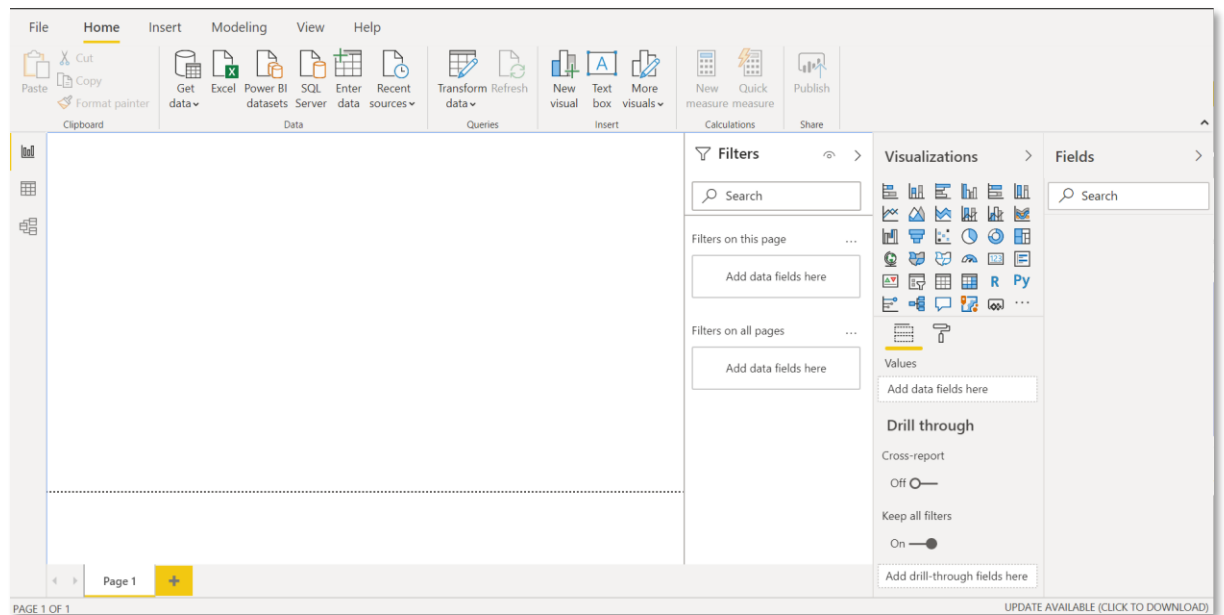 File Home Insert Modeling View Help
Paste
Cut
Copy
Format painter
Clipboard
Get data
Excel
Power BI datasets
SQL Server
Enter data
Recent sources
Data
Transform data
Refresh
Queries
New visual
Text box
More visuals
Insert
New measure
Quick measure
Calculations
Publish
Share
Filters
Search
Filters on this page ...
Add data fields here
Filters on all pages ...
Add data fields here
Visualizations
123
R Py
...
Values
Add data fields here
Drill through
Cross-report
Off
Keep all filters
On
Add drill-through fields here
Fields
Search
Page 1 +
PAGE 1 OF 1
UPDATE AVAILABLE (CLICK TO DOWNLOAD)